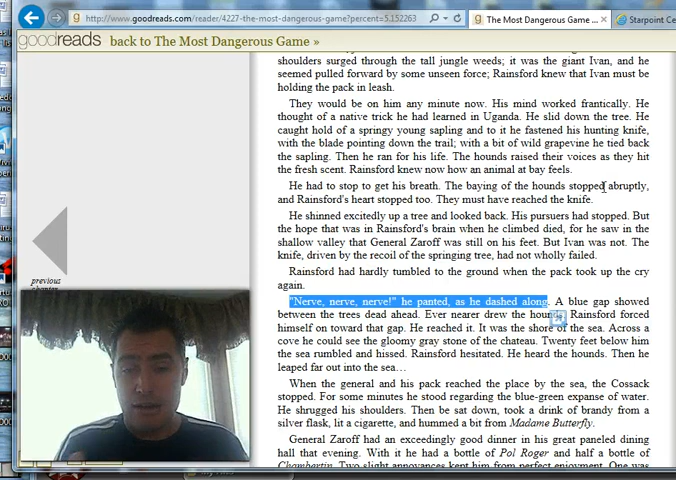 http://www.goodreads.com/reader/4227-the-most-dangerous-game?percent=5.152263
The Most Dangerous Game ...
Starpoint Ce
goodreads back to The Most Dangerous Game »
shoulders surged through the tall jungle weeds; it was the giant Ivan, and he
seemed pulled forward by some unseen force; Rainsford knew that Ivan must be
holding the pack in leash.
They would be on him any minute now. His mind worked frantically. He
thought of a native trick he had learned in Uganda. He slid down the tree. He
caught hold of a springy young sapling and to it he fastened his hunting knife,
with the blade pointing down the trail; with a bit of wild grapevine he tied back
the sapling. Then he ran for his life. The hounds raised their voices as they hit
the fresh scent. Rainsford knew now how an animal at bay feels.
He had to stop to get his breath. The baying of the hounds stopped abruptly,
and Rainsford's heart stopped too. They must have reached the knife.
He shinned excitedly up a tree and looked back. His pursuers had stopped. But
the hope that was in Rainsford's brain when he climbed died, for he saw in the
shallow valley that General Zaroff was still on his feet. But Ivan was not. The
knife, driven by the recoil of the springing tree, had not wholly failed.
Rainsford had hardly tumbled to the ground when the pack took up the cry
again.
previous
chapter
"Nerve, nerve, nerve!" he panted, as he dashed along. A blue gap showed
between the trees dead ahead. Ever nearer drew the hounds. Rainsford forced
himself on toward that gap. He reached it. It was the shore of the sea. Across a
cove he could see the gloomy gray stone of the chateau. Twenty feet below him
the sea rumbled and hissed. Rainsford hesitated. He heard the hounds. Then he
leaped far out into the sea...
When the general and his pack reached the place by the sea, the Cossack
stopped. For some minutes he stood regarding the blue-green expanse of water.
He shrugged his shoulders. Then be sat down, took a drink of brandy from a
silver flask, lit a cigarette, and hummed a bit from Madame Butterfly.
General Zaroff had an exceedingly good dinner in his great paneled dining
hall that evening. With it he had a bottle of Pol Roger and half a bottle of
Chambertin. Two slight annoyances kept him from perfect enjoyment. One was